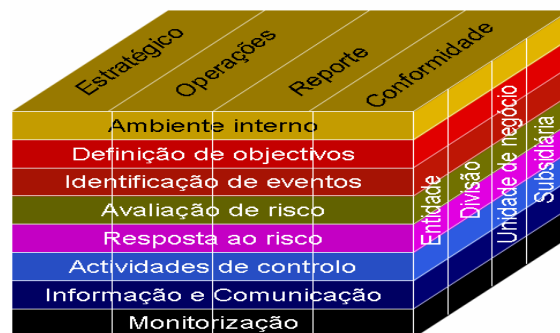 Estratégico
Operações
Reporte
Conformidade
Ambiente interno
Definição de objectivos
Identificação de eventos
Avaliação de risco
Resposta ao risco
Actividades de controlo
Informação e Comunicação
Monitorização
Entidade
Divisão
Unidade de negócio
Subsidiária